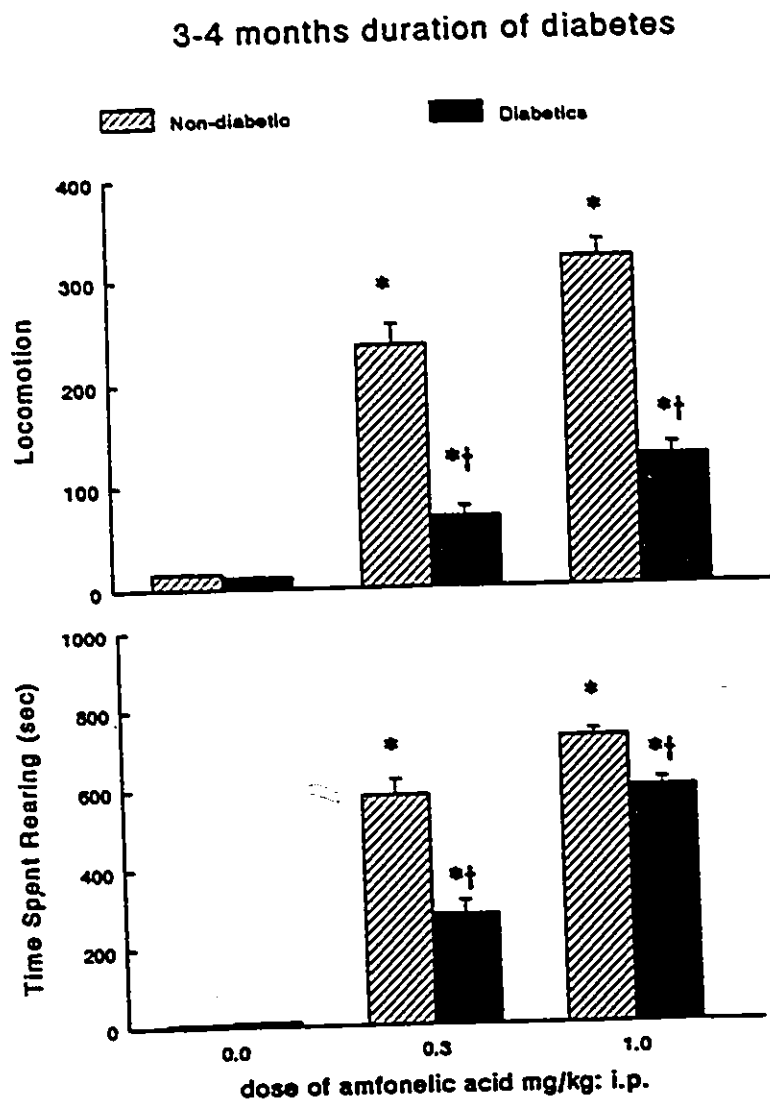 3-4 months duration of diabetes
Non-diabetic
Diabetics
400
300
200
100
0
Locomotion
*
*†
*
*†
1000
800
600
400
200
0
Time Spent Rearing (sec)
*
*†
*
*†
0.0 0.3 1.0
dose of amfonelic acid mg/kg: i.p.